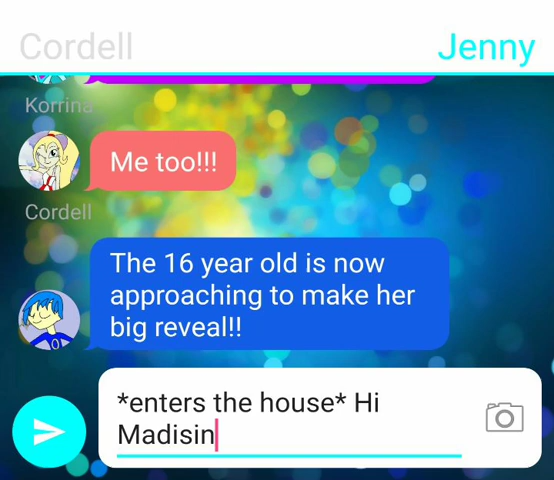 Cordell Jenny
Korrina
Me too!!!
Cordell
The 16 year old is now
approaching to make her
big reveal!!
*enters the house* Hi
Madisin